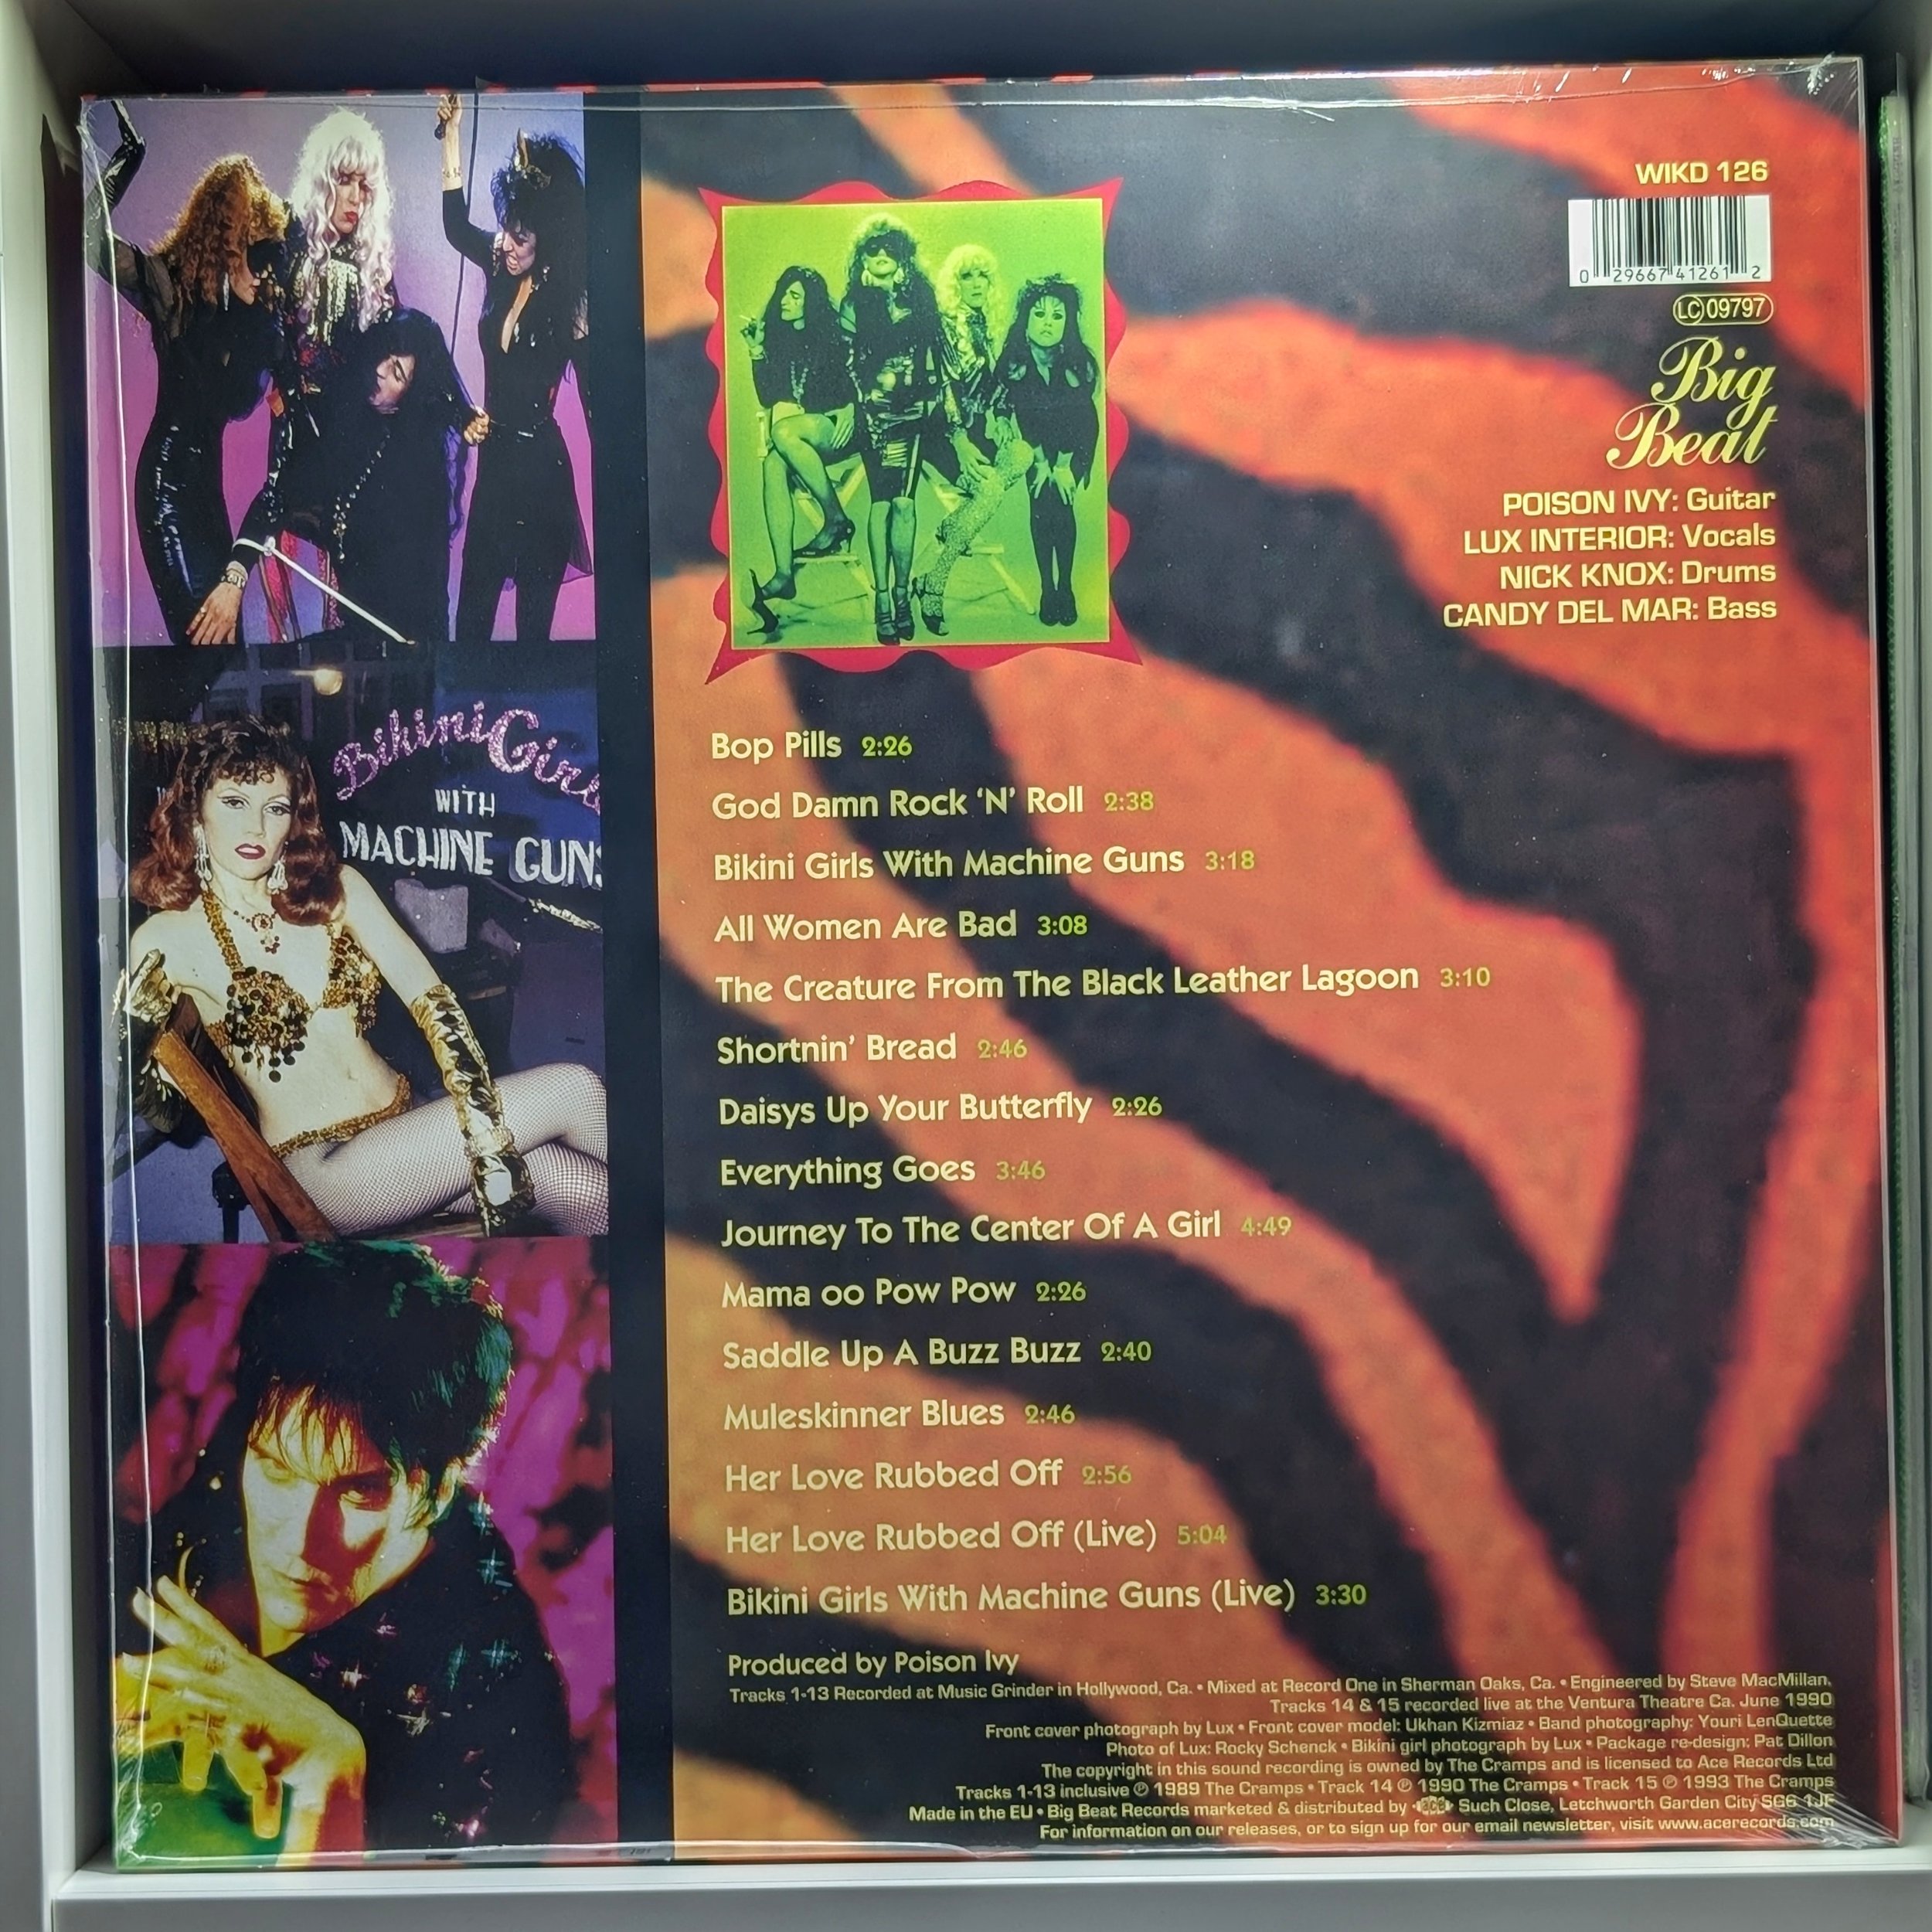 WIKD 126
0 29667 41261 2
LC 09797
Big
Beat
POISON IVY: Guitar
LUX INTERIOR: Vocals
NICK KNOX: Drums
CANDY DEL MAR: Bass
Bikini Girl
WITH
MACHINE GUNS
Bop Pills 2:26
God Damn Rock ‘N’ Roll 2:38
Bikini Girls With Machine Guns 3:18
All Women Are Bad 3:08
The Creature From The Black Leather Lagoon 3:10
Shortnin’ Bread 2:46
Daisys Up Your Butterfly 2:26
Everything Goes 3:46
Journey To The Center Of A Girl 4:49
Mama oo Pow Pow 2:26
Saddle Up A Buzz Buzz 2:40
Muleskinner Blues 2:46
Her Love Rubbed Off 2:56
Her Love Rubbed Off (Live) 5:04
Bikini Girls With Machine Guns (Live) 3:30
Produced by Poison Ivy
Tracks 1-13 Recorded at Music Grinder in Hollywood, Ca. • Mixed at Record One in Sherman Oaks, Ca. • Engineered by Steve MacMillan.
Tracks 14 & 15 recorded live at the Ventura Theatre Ca. June 1990
Front cover photograph by Lux • Front cover model: Ukhan Kizmiaz • Band photography: Youri LenQuette
Photo of Lux: Rocky Schenck • Bikini girl photograph by Lux • Package re-design: Pat Dillon
The copyright in this sound recording is owned by The Cramps and is licensed to Ace Records Ltd
Tracks 1-13 inclusive ℗ 1989 The Cramps • Track 14 ℗ 1990 The Cramps • Track 15 ℗ 1993 The Cramps
Made in the EU • Big Beat Records marketed & distributed by ace Such Close, Letchworth Garden City SG6 1JF
For information on our releases, or to sign up for our email newsletter, visit www.acerecords.com